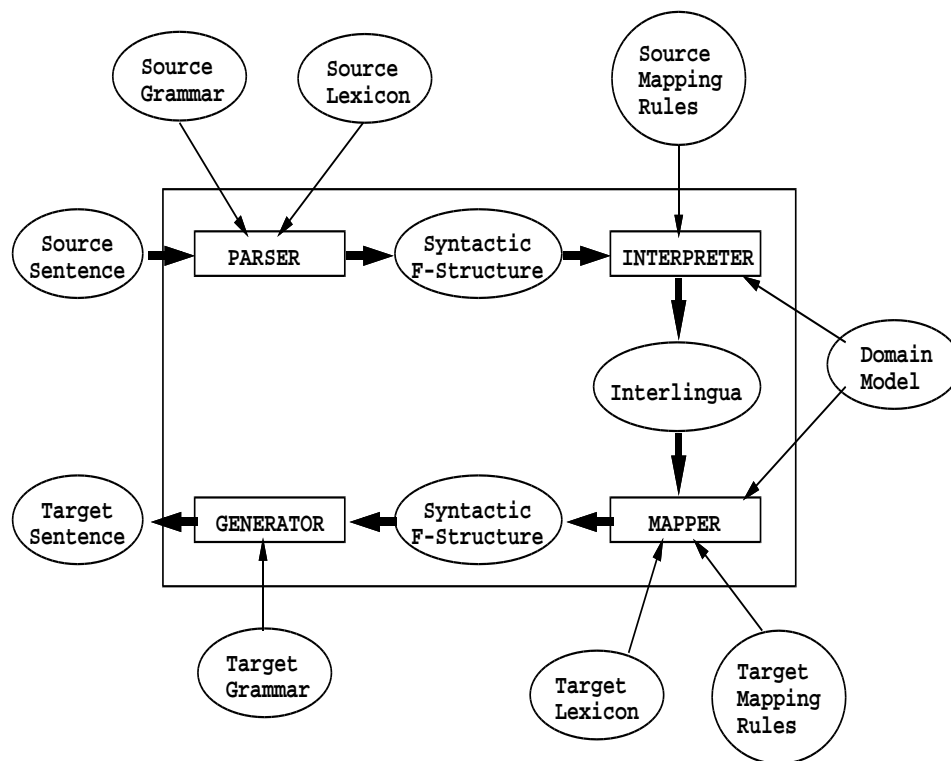 Source
Grammar
Source
Lexicon
Source
Mapping
Rules
Source
Sentence
PARSER
Syntactic
F-Structure
INTERPRETER
Domain
Model
Interlingua
Target
Sentence
GENERATOR
Syntactic
F-Structure
MAPPER
Target
Grammar
Target
Lexicon
Target
Mapping
Rules